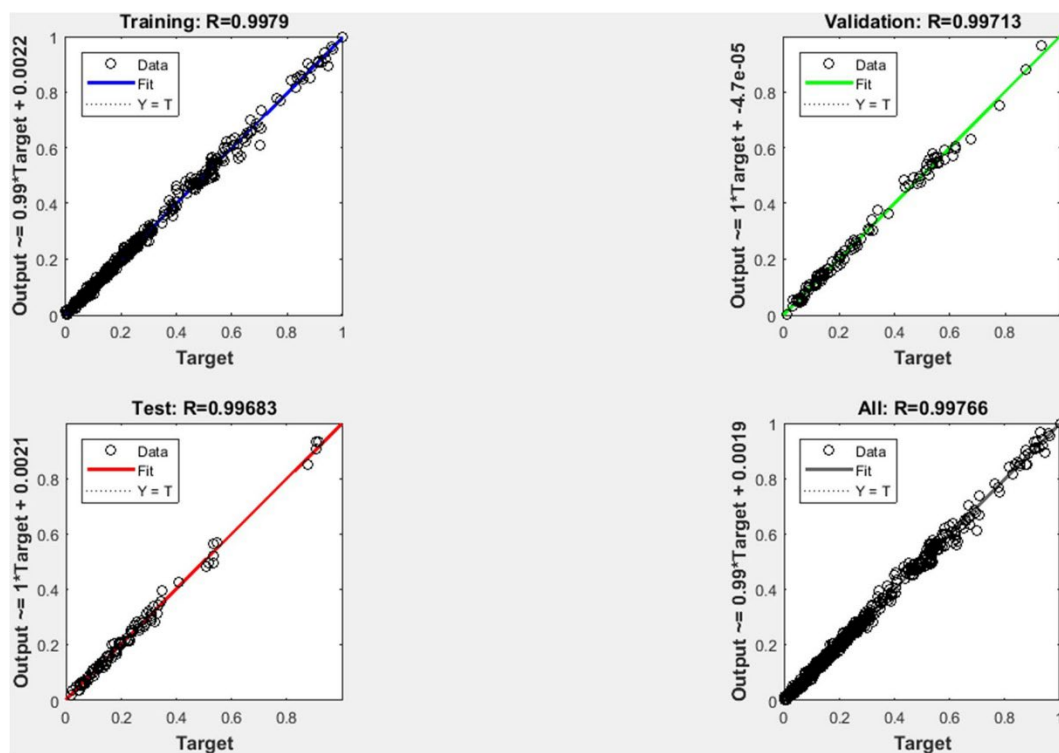 Training: R=0.9979
Output ~= 0.99*Target + 0.0022
1
0.8
0.6
0.4
0.2
0
Data
Fit
Y = T
0 0.2 0.4 0.6 0.8 1
Target
Validation: R=0.99713
Output ~= 1*Target + -4.7e-05
1
0.8
0.6
0.4
0.2
0
Data
Fit
Y = T
0 0.2 0.4 0.6 0.8 1
Target
Test: R=0.99683
Output ~= 1*Target + 0.0021
1
0.8
0.6
0.4
0.2
0
Data
Fit
Y = T
0 0.2 0.4 0.6 0.8 1
Target
All: R=0.99766
Output ~= 0.99*Target + 0.0019
1
0.8
0.6
0.4
0.2
0
Data
Fit
Y = T
0 0.2 0.4 0.6 0.8 1
Target